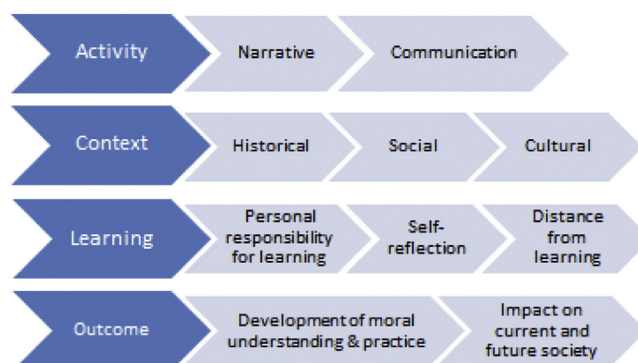 Activity
Narrative
Communication
Context
Historical
Social
Cultural
Learning
Personal
responsibility
for learning
Self-
reflection
Distance
from
learning
Outcome
Development of moral
understanding & practice
Impact on
current and
future society